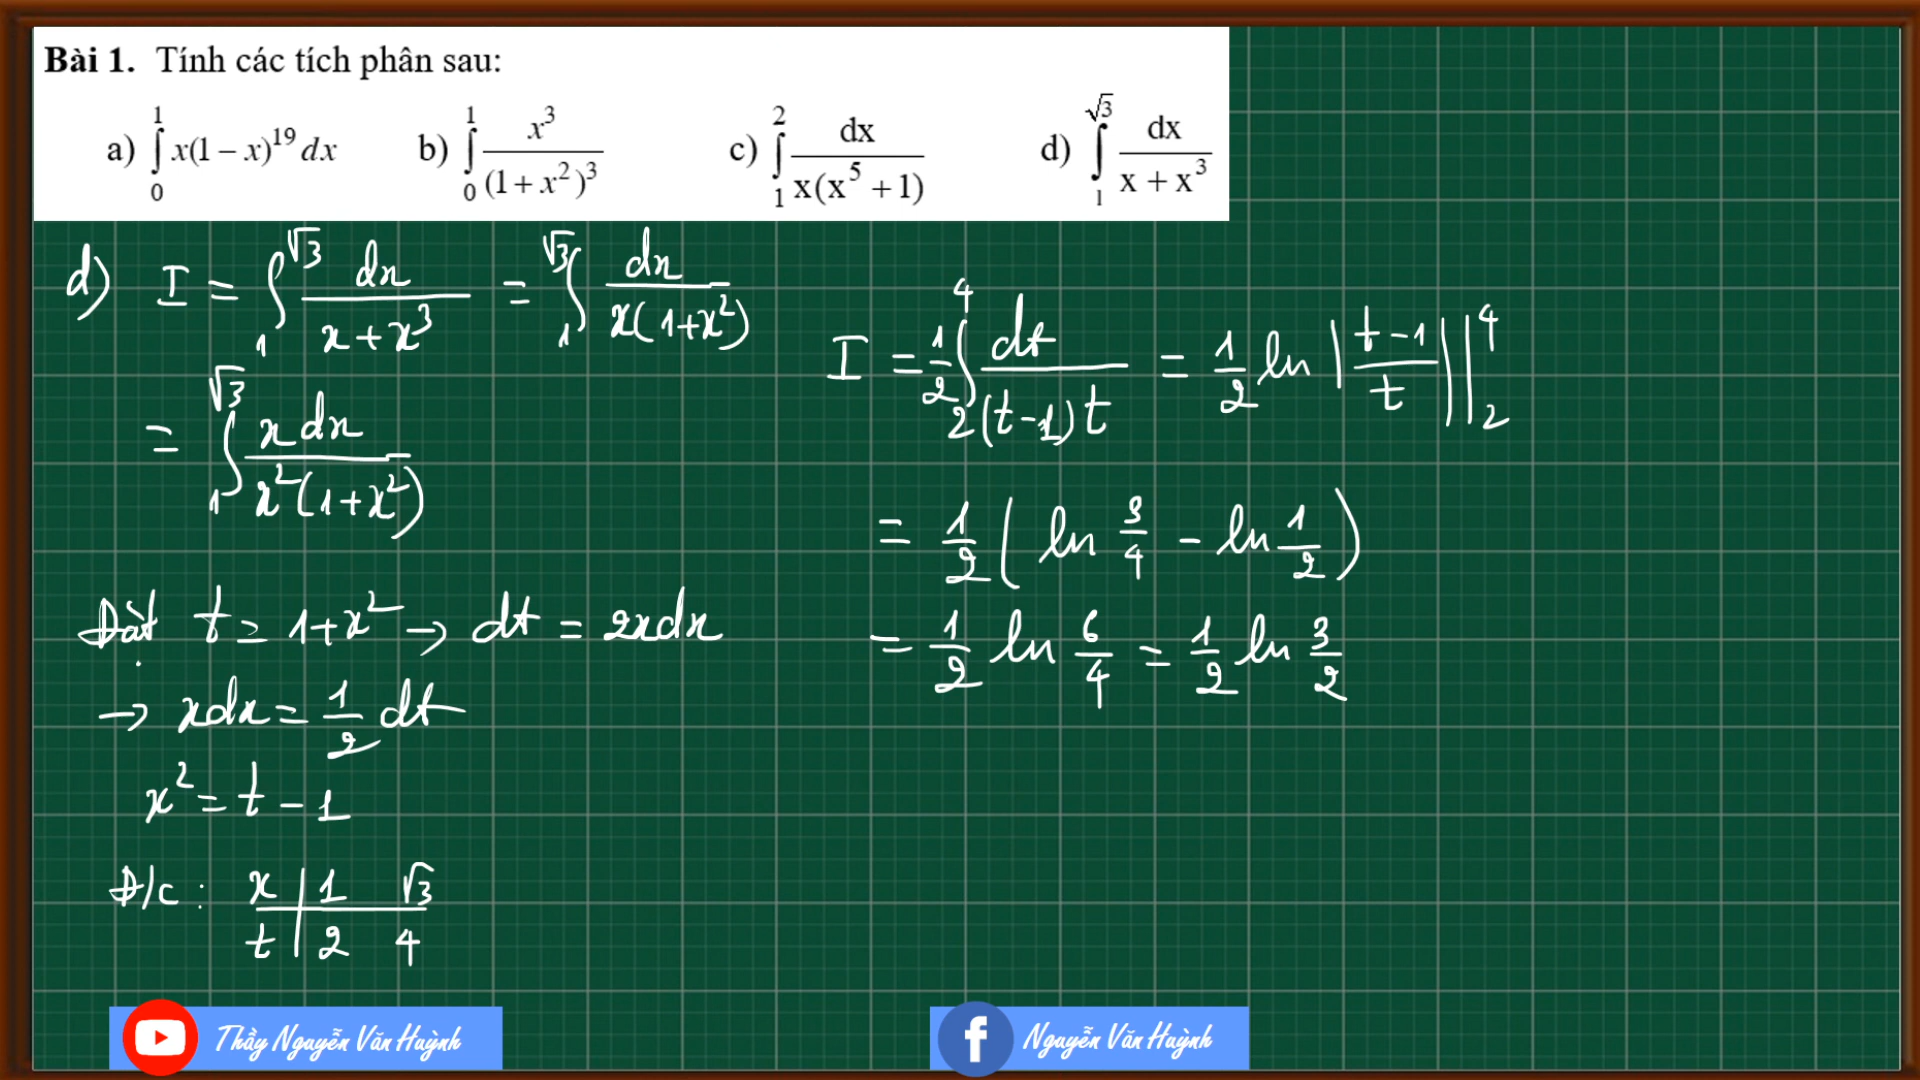 Bài 1. Tính các tích phân sau:
a) ∫₀¹ x(1 − x)¹⁹ dx b) ∫₀¹ x³/(1 + x²)³ c) ∫₁² dx/(x(x⁵ + 1)) d) ∫₁^√3 dx/(x + x³)
d) I = ∫₁^√3 dx/(x + x³) = ∫₁^√3 dx/(x(1+x²))
= ∫₁^√3 xdx/(x²(1+x²))
Đặt t = 1+x² → dt = 2xdx
→ xdx = 1/2 dt
x² = t − 1
Đ/c : x | 1 √3
t | 2 4
I = 1/2 ∫₂⁴ dt/((t−1)t) = 1/2 ln |(t−1)/t| |₂⁴
= 1/2 ( ln 3/4 − ln 1/2 )
= 1/2 ln 6/4 = 1/2 ln 3/2
Thầy Nguyễn Văn Huỳnh
f Nguyễn Văn Huỳnh